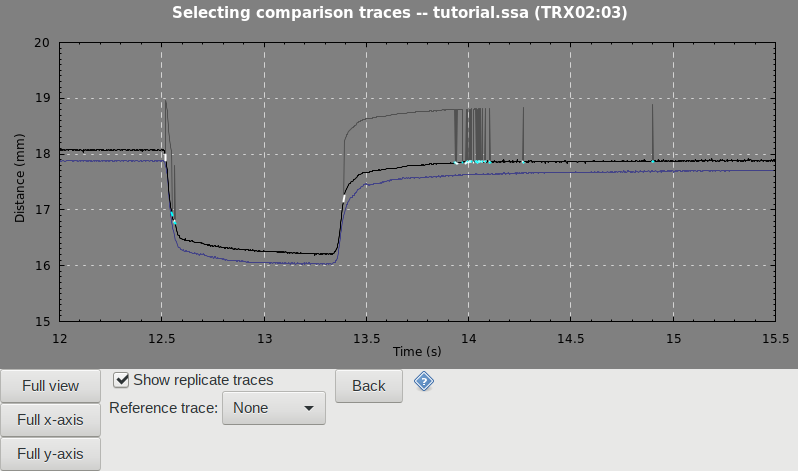 Selecting comparison traces -- tutorial.ssa (TRX02:03)
20
19
18
17
16
15
Distance (mm)
12
12.5
13
13.5
14
14.5
15
15.5
Time (s)
Full view
Show replicate traces
Back
?
Full x-axis
Reference trace:
None
Full y-axis